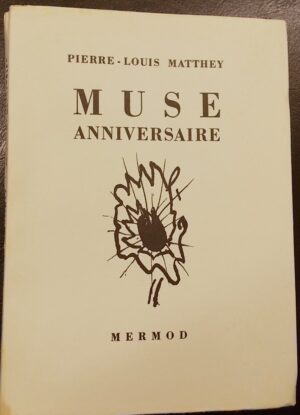 PIERRE-LOUIS MATTHEY
MUSE
ANNIVERSAIRE
MERMOD